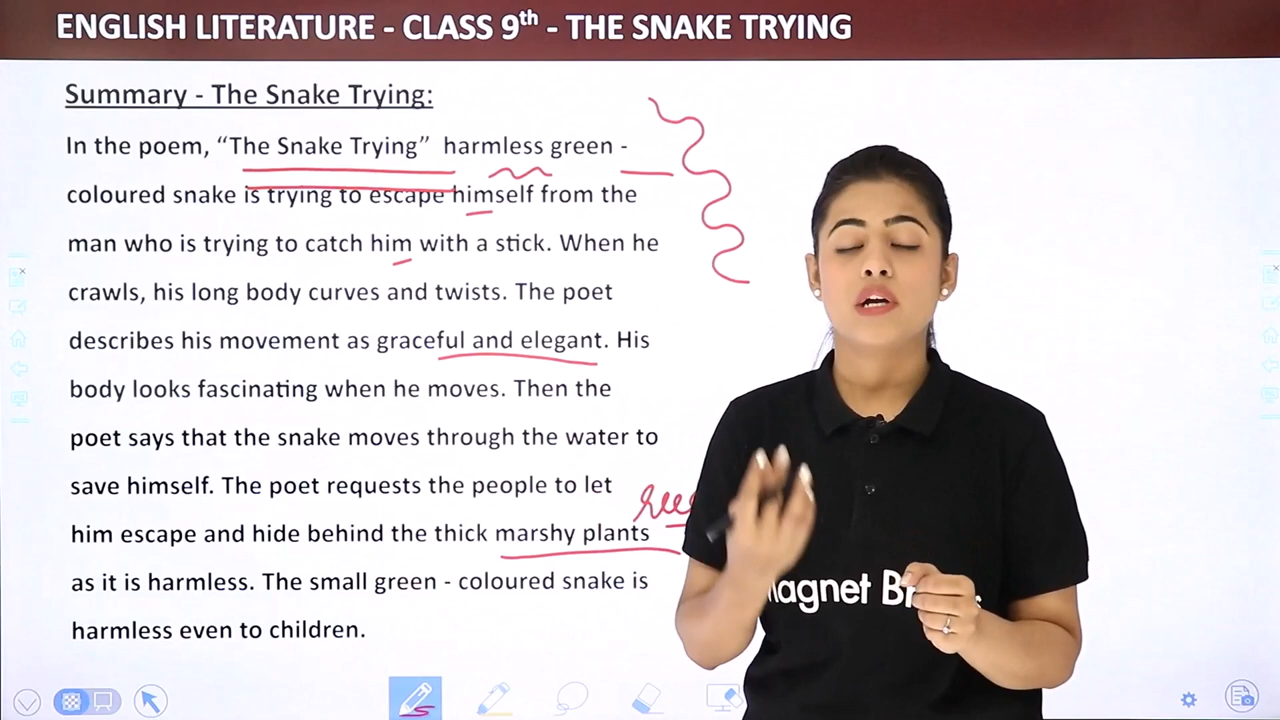 ENGLISH LITERATURE - CLASS 9th - THE SNAKE TRYING
Summary - The Snake Trying:
In the poem, “The Snake Trying” harmless green -
coloured snake is trying to escape himself from the
man who is trying to catch him with a stick. When he
crawls, his long body curves and twists. The poet
describes his movement as graceful and elegant. His
body looks fascinating when he moves. Then the
poet says that the snake moves through the water to
save himself. The poet requests the people to let
him escape and hide behind the thick marshy plants
as it is harmless. The small green - coloured snake is
harmless even to children.